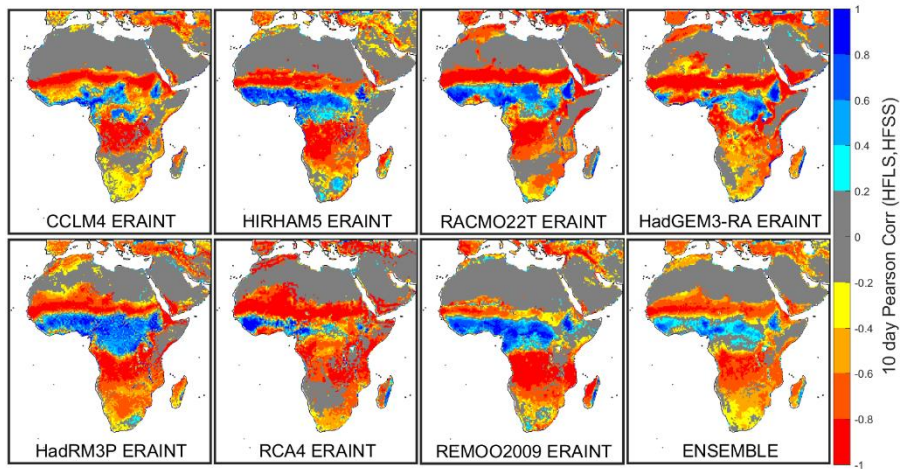 CCLM4 ERAINT
HIRHAM5 ERAINT
RACMO22T ERAINT
HadGEM3-RA ERAINT
HadRM3P ERAINT
RCA4 ERAINT
REMOO2009 ERAINT
ENSEMBLE
1
0.8
0.6
0.4
0.2
0
-0.2
-0.4
-0.6
-0.8
-1
10 day Pearson Corr (HFLS,HFSS)